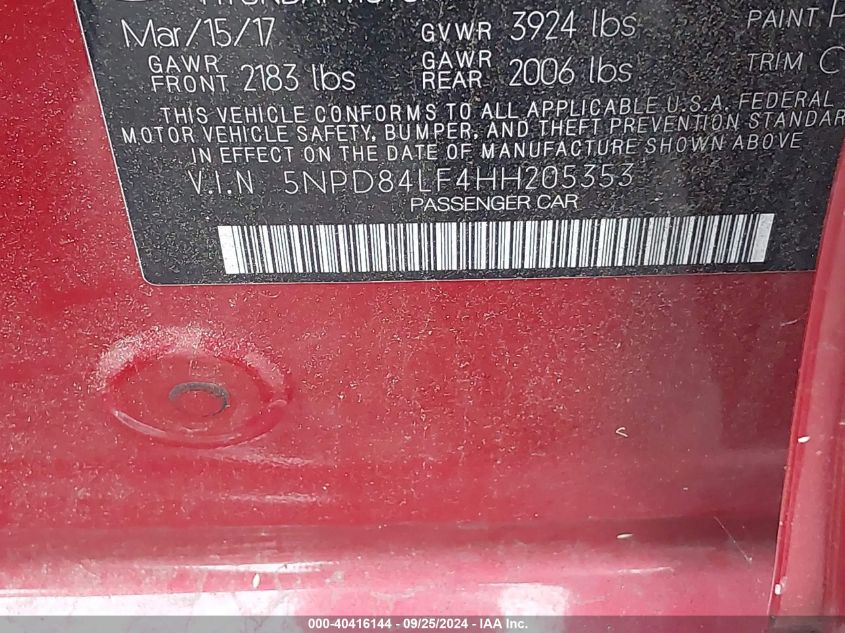 Mar/15/17 GVWR 3924 lbs PAINT
GAWR FRONT 2183 lbs GAWR REAR 2006 lbs TRIM C
THIS VEHICLE CONFORMS TO ALL APPLICABLE U.S.A. FEDERAL
MOTOR VEHICLE SAFETY, BUMPER, AND THEFT PREVENTION STANDAR
IN EFFECT ON THE DATE OF MANUFACTURE SHOWN ABOVE
V.I.N 5NPD84LF4HH205353
PASSENGER CAR
000-40416144 - 09/25/2024 - IAA Inc.